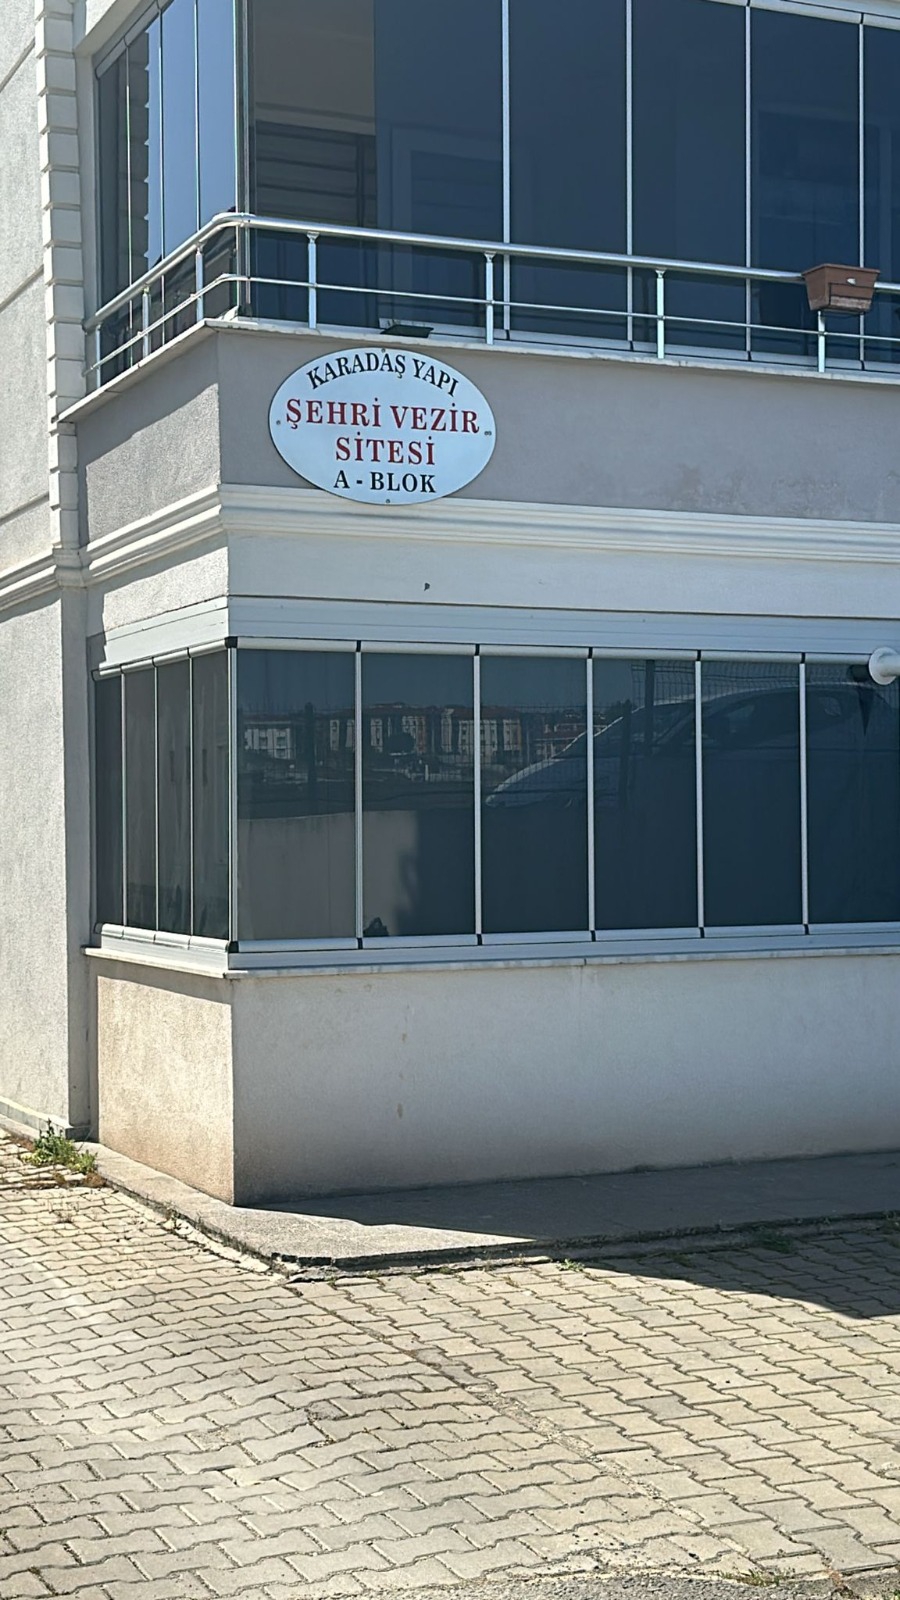 KARADAŞ YAPI
ŞEHRİ VEZİR
SİTESİ
A - BLOK